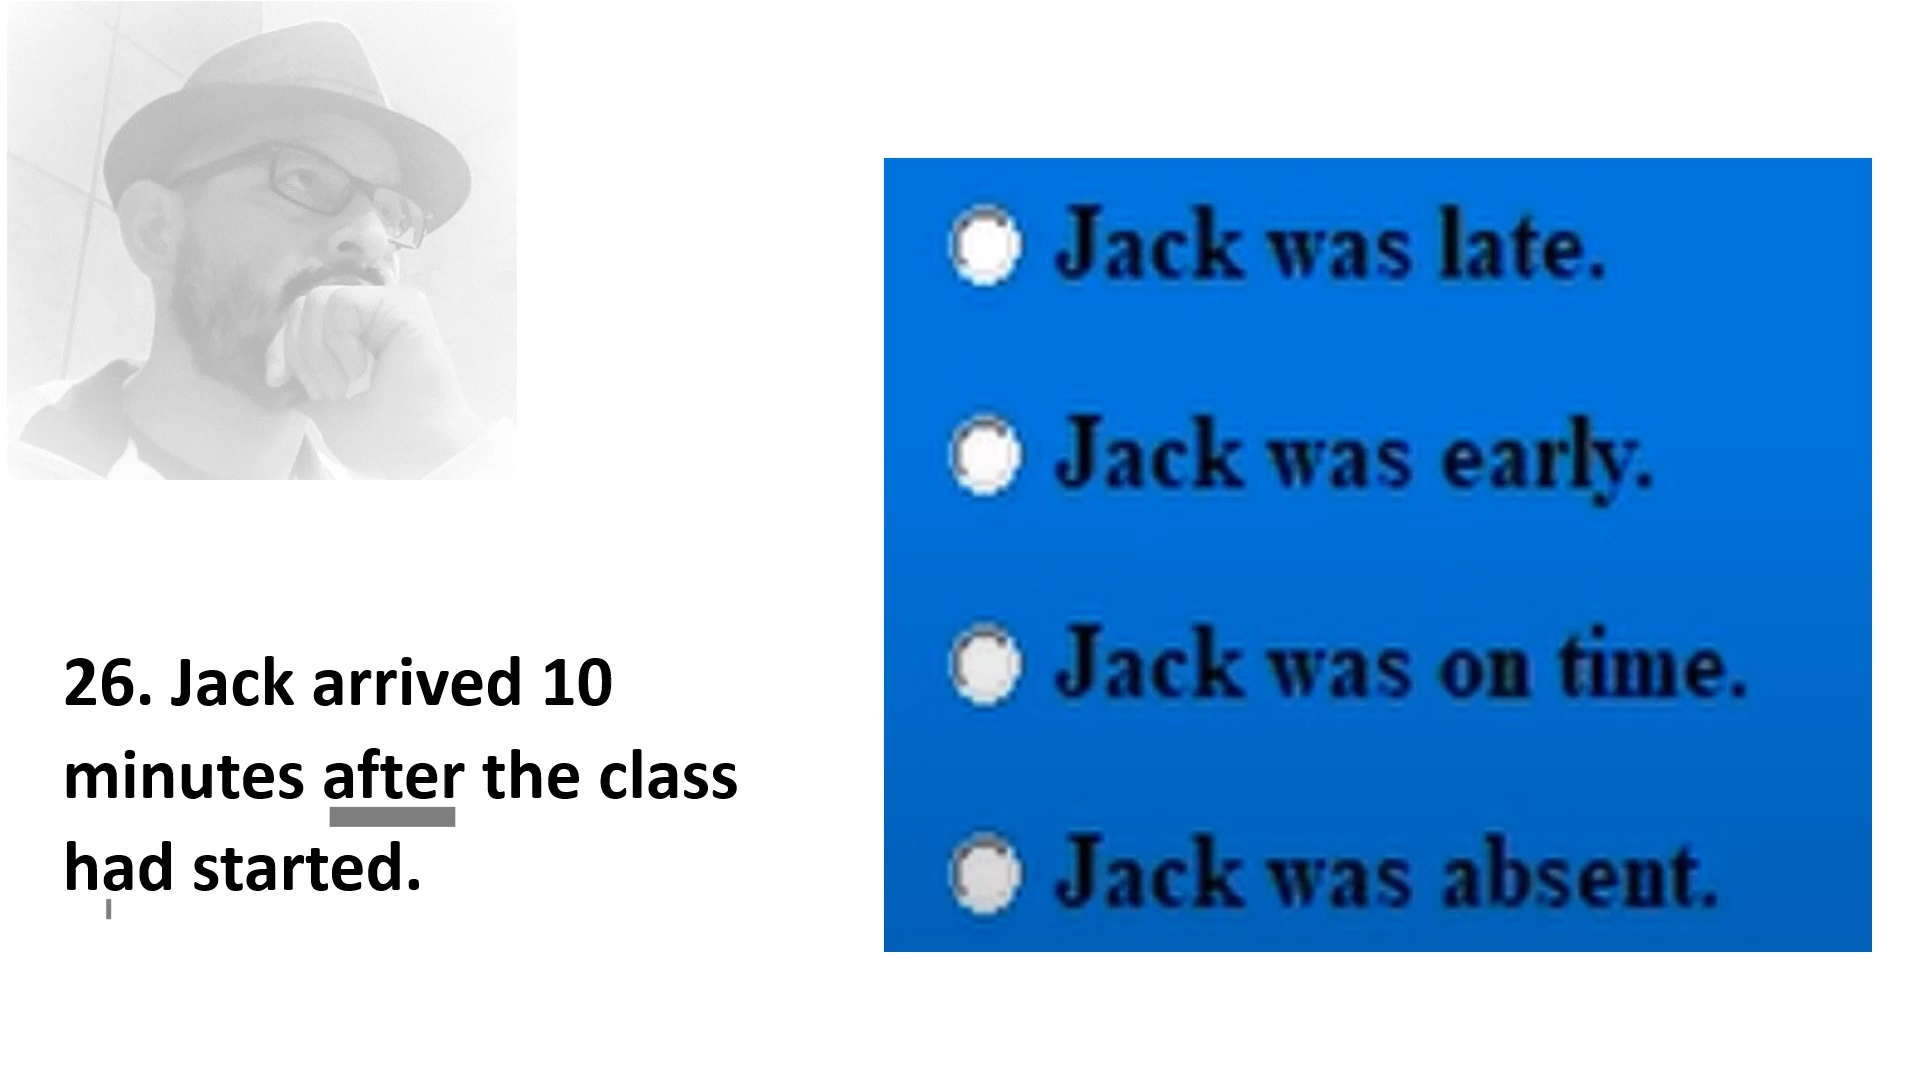 26. Jack arrived 10
minutes after the class
had started.
Jack was late.
Jack was early.
Jack was on time.
Jack was absent.